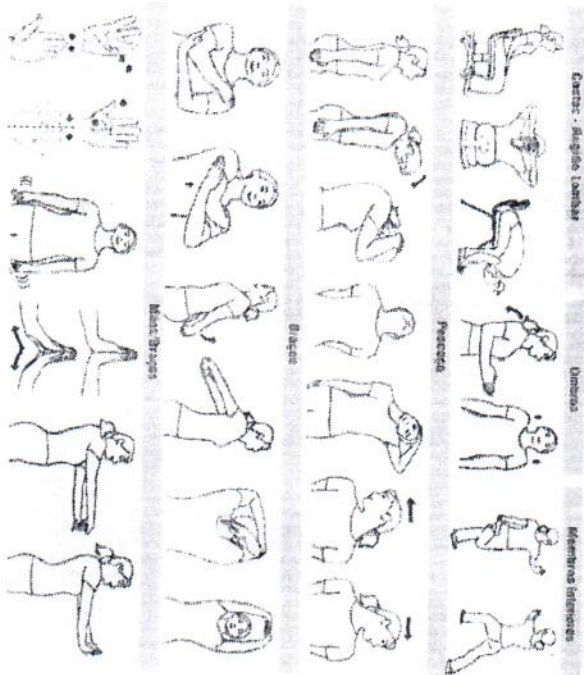 Costas - Região Lombar
Ombros
Membros Inferiores
Pescoço
Braços
Mãos/Braços